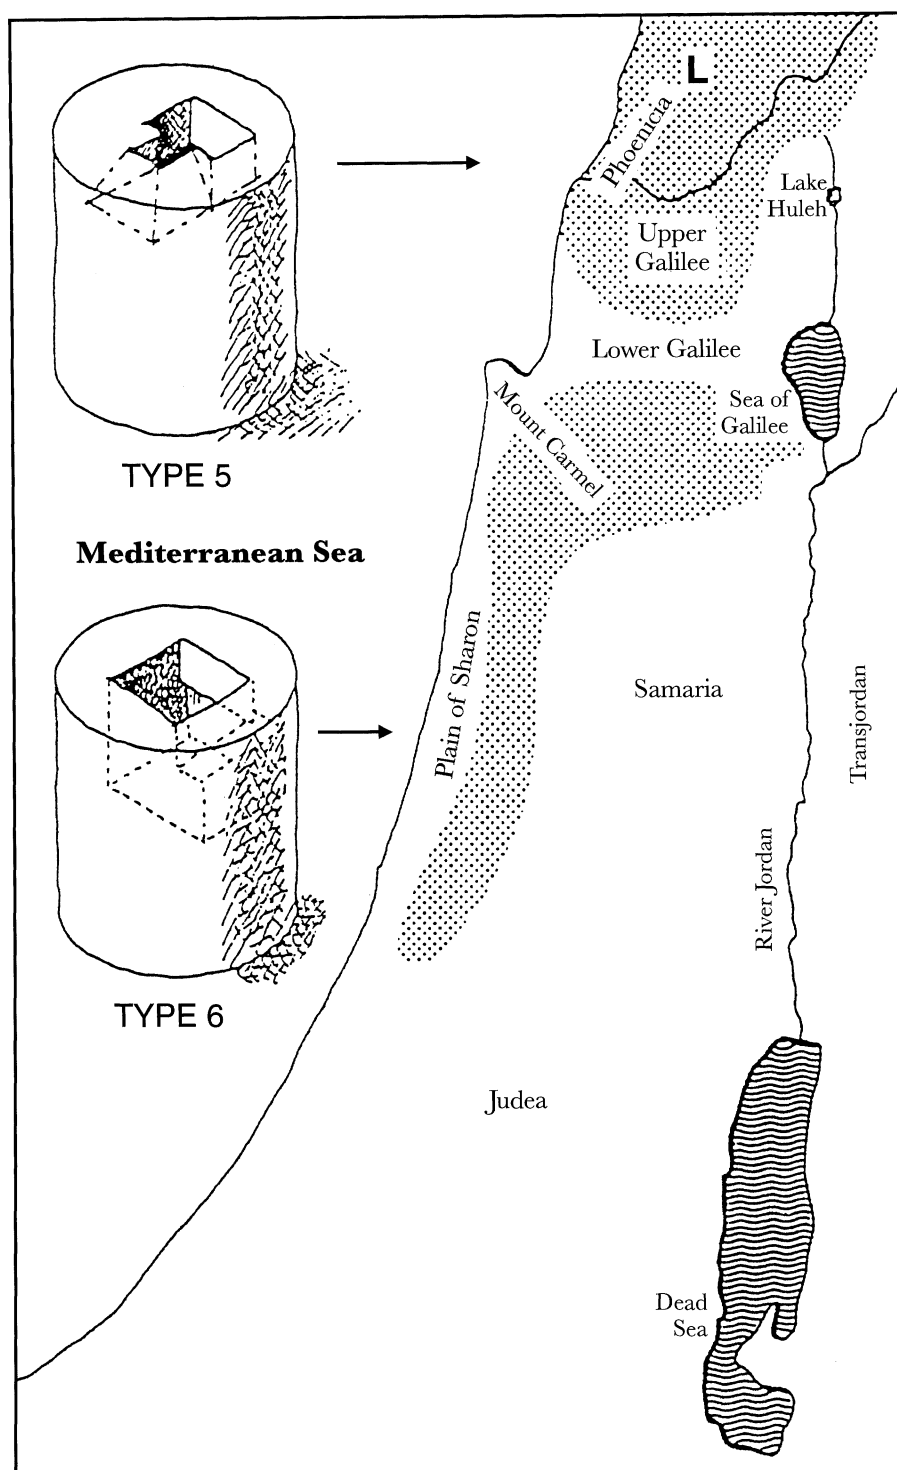 L
Phoenicia
Lake
Huleh
Upper
Galilee
Lower Galilee
Sea of
Galilee
Mount Carmel
TYPE 5
Mediterranean Sea
Plain of Sharon
Samaria
Transjordan
River Jordan
TYPE 6
Judea
Dead
Sea